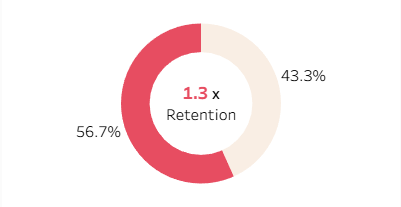 43.3%
1.3 x
Retention
56.7%